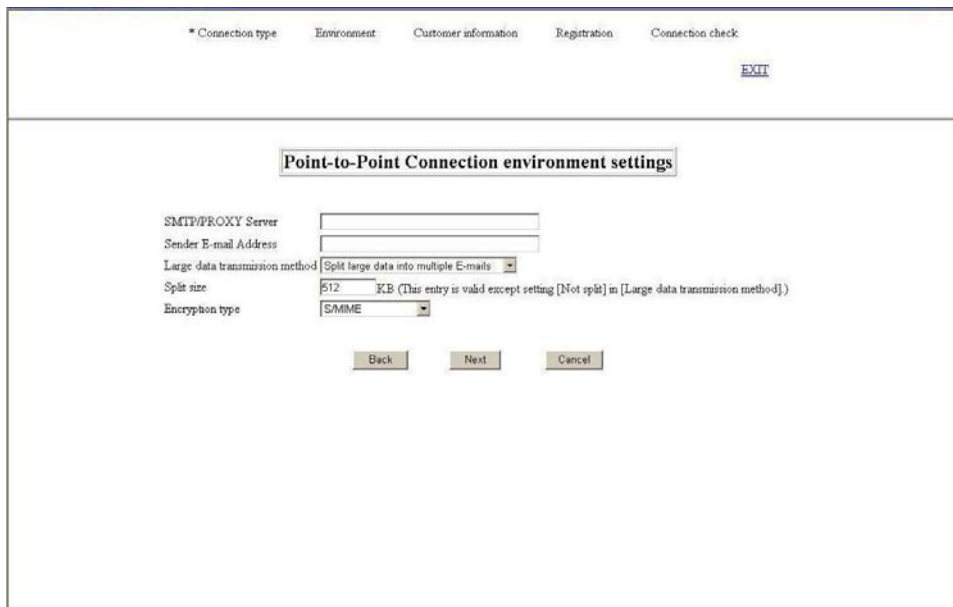 * Connection type Environment Customer information Registration Connection check
EXIT
Point-to-Point Connection environment settings
SMTP/PROXY Server
Sender E-mail Address
Large data transmission method Split large data into multiple E-mails
Split size 512 KB (This entry is valid except setting [Not split] in [Large data transmission method].)
Encryption type S/MIME
Back Next Cancel